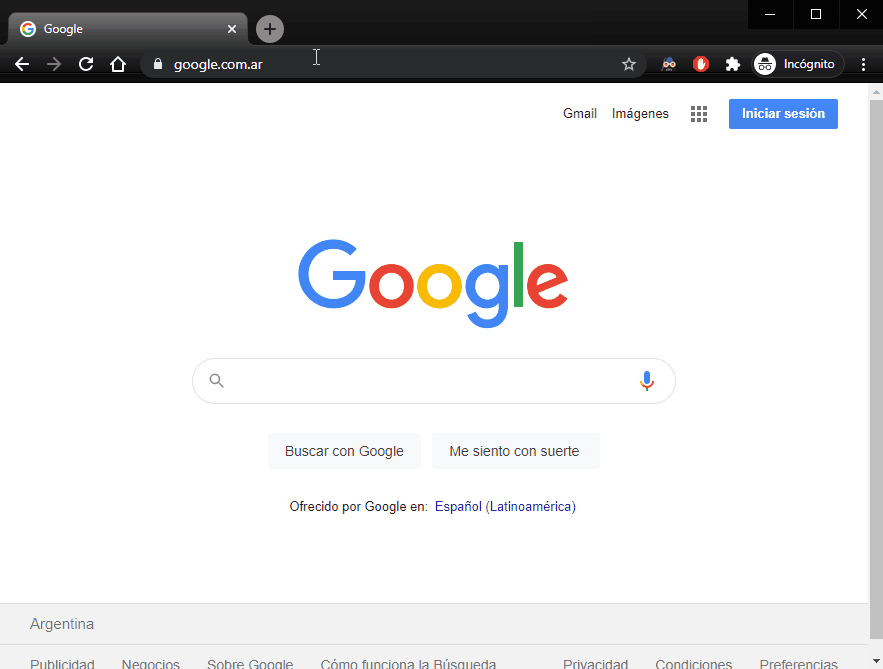 Google
google.com.ar
Incógnito
Gmail Imágenes Iniciar sesión
Google
Buscar con Google Me siento con suerte
Ofrecido por Google en: Español (Latinoamérica)
Argentina
Publicidad Negocios Sobre Google Cómo funciona la Búsqueda Privacidad Condiciones Preferencias